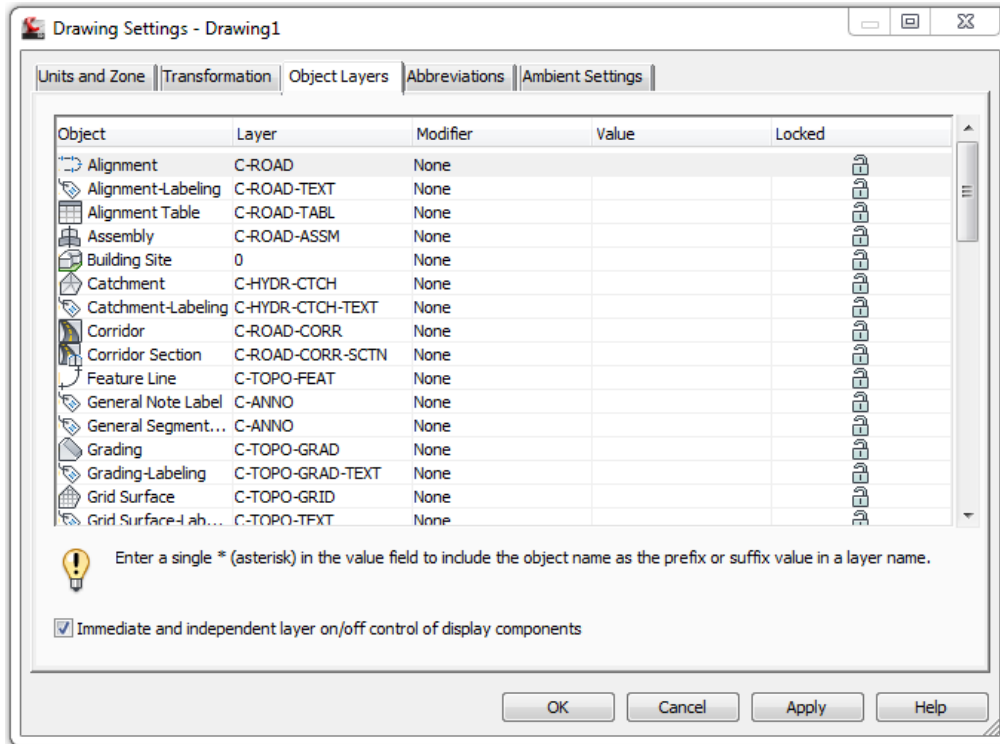 Drawing Settings - Drawing1
Units and Zone Transformation Object Layers Abbreviations Ambient Settings
Object Layer Modifier Value Locked
Alignment C-ROAD None
Alignment-Labeling C-ROAD-TEXT None
Alignment Table C-ROAD-TABL None
Assembly C-ROAD-ASSM None
Building Site 0 None
Catchment C-HYDR-CTCH None
Catchment-Labeling C-HYDR-CTCH-TEXT None
Corridor C-ROAD-CORR None
Corridor Section C-ROAD-CORR-SCTN None
Feature Line C-TOPO-FEAT None
General Note Label C-ANNO None
General Segment... C-ANNO None
Grading C-TOPO-GRAD None
Grading-Labeling C-TOPO-GRAD-TEXT None
Grid Surface C-TOPO-GRID None
Grid Surface-Lab... C-TOPO-TEXT None
Enter a single * (asterisk) in the value field to include the object name as the prefix or suffix value in a layer name.
Immediate and independent layer on/off control of display components
OK Cancel Apply Help